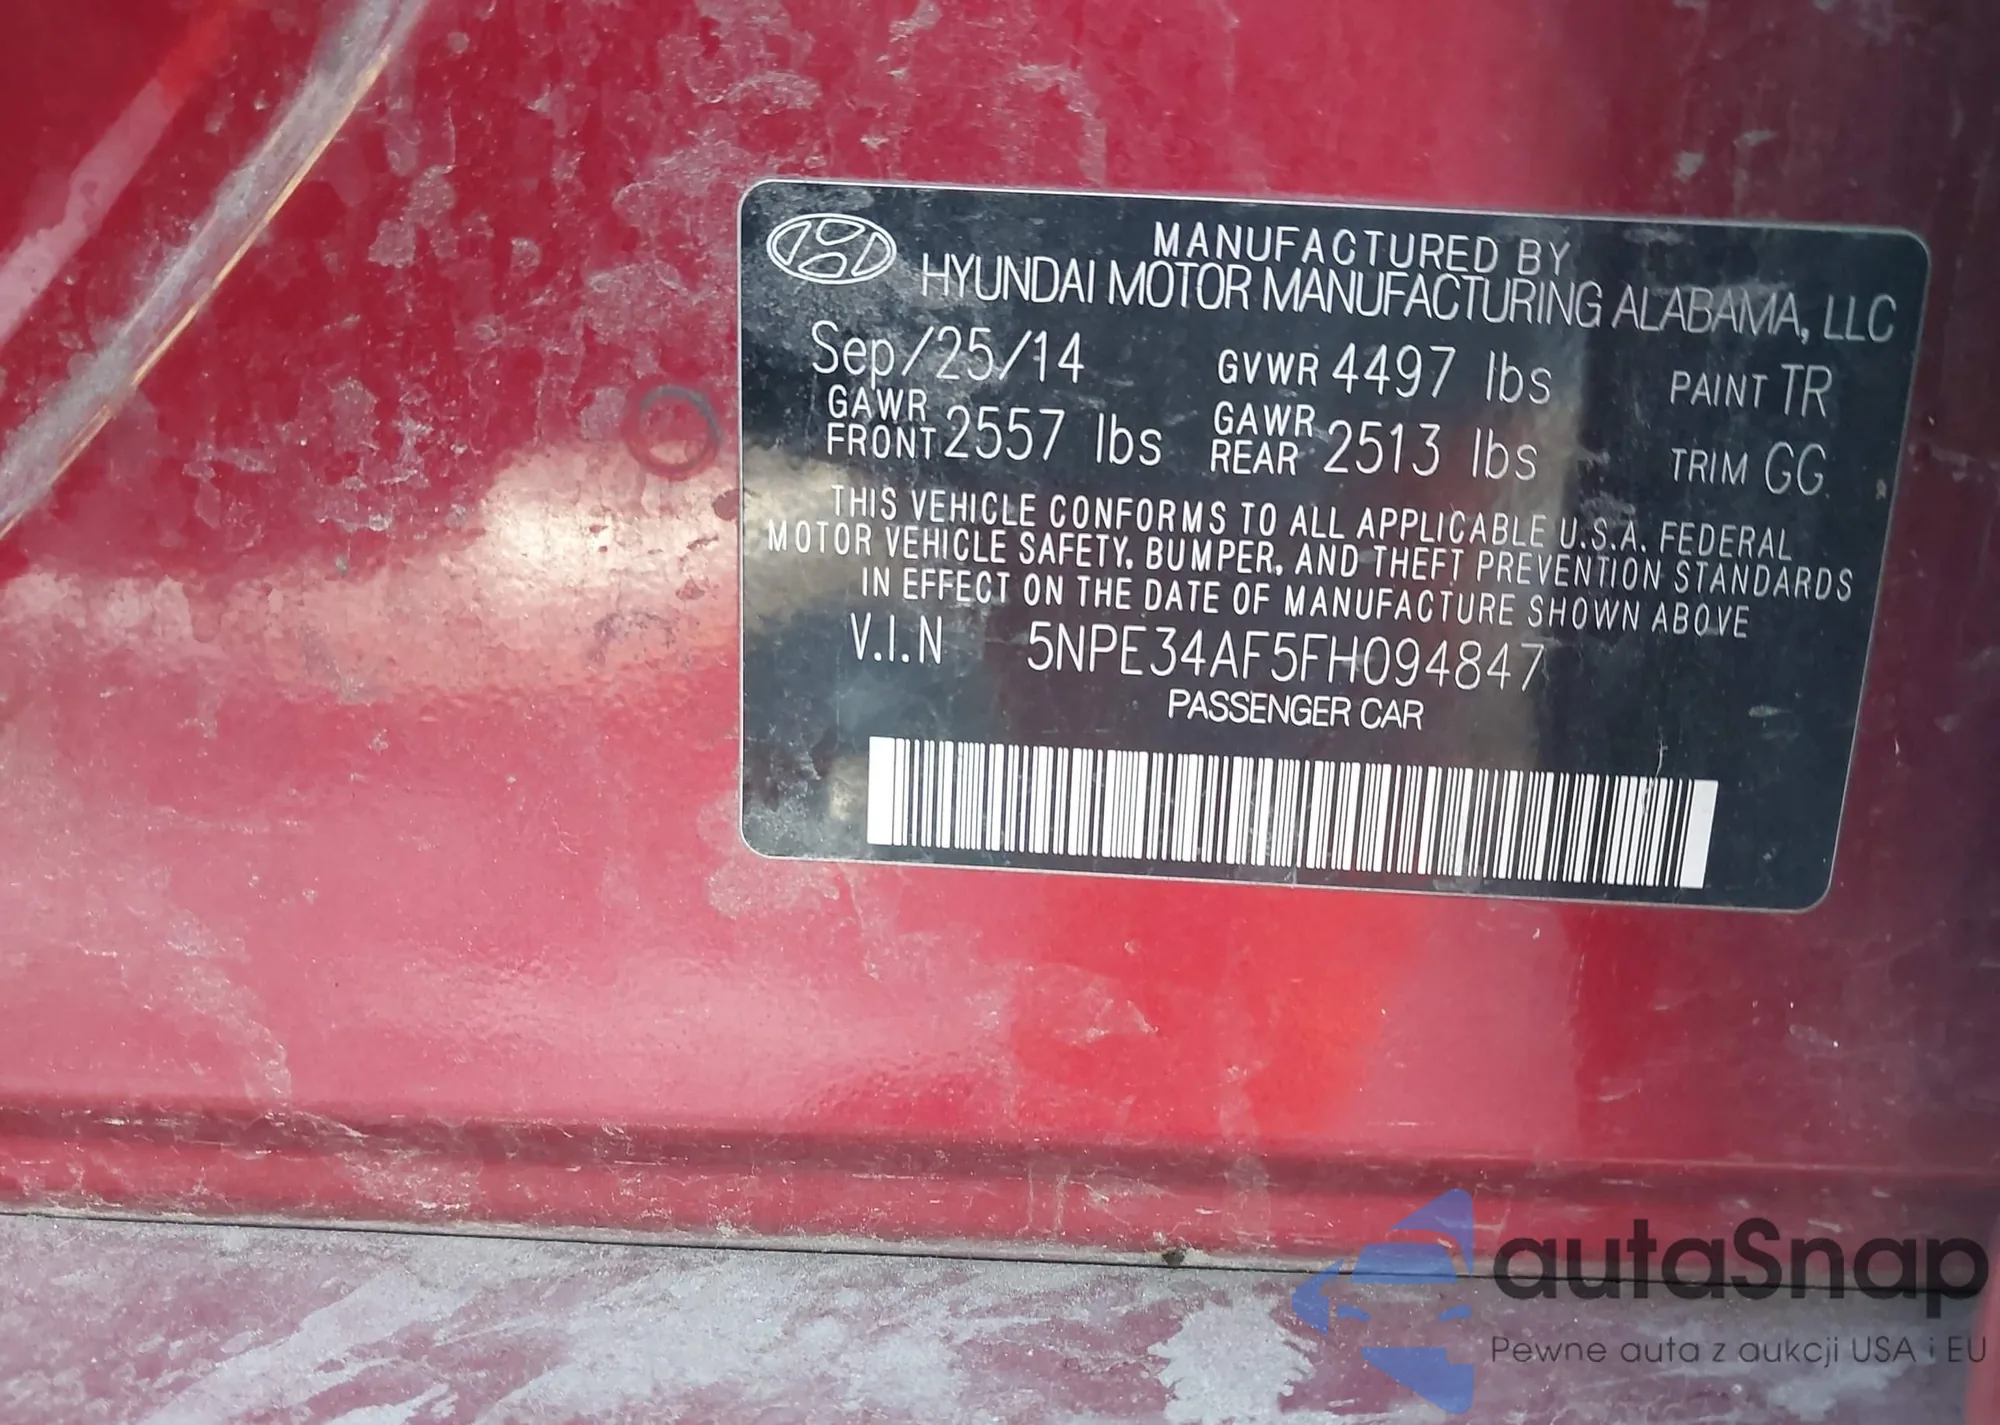 MANUFACTURED BY
HYUNDAI MOTOR MANUFACTURING ALABAMA, LLC
Sep/25/14 GVWR 4497 lbs PAINT TR
GAWR FRONT 2557 lbs GAWR REAR 2513 lbs TRIM GG
THIS VEHICLE CONFORMS TO ALL APPLICABLE U.S.A. FEDERAL
MOTOR VEHICLE SAFETY, BUMPER, AND THEFT PREVENTION STANDARDS
IN EFFECT ON THE DATE OF MANUFACTURE SHOWN ABOVE
V.I.N 5NPE34AF5FH094847
PASSENGER CAR
autaSnap
Pewne auta z aukcji USA i EU